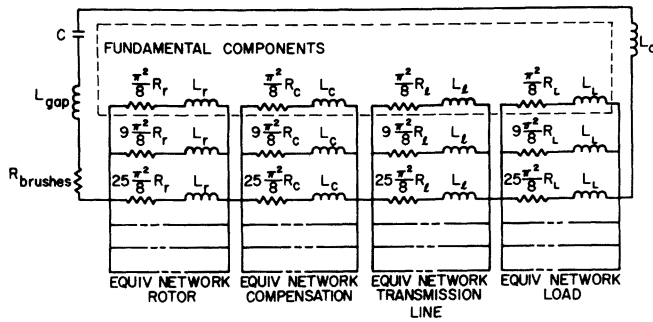 C
FUNDAMENTAL COMPONENTS
L_gap
R_brushes
π²/8 R_r L_r π²/8 R_C L_C π²/8 R_ℓ L_ℓ π²/8 R_L L_L
9 π²/8 R_r L_r 9 π²/8 R_C L_C 9 π²/8 R_ℓ L_ℓ 9 π²/8 R_L L_L
25 π²/8 R_r L_r 25 π²/8 R_C L_C 25 π²/8 R_ℓ L_ℓ 25 π²/8 R_L L_L
EQUIV NETWORK ROTOR
EQUIV NETWORK COMPENSATION
EQUIV NETWORK TRANSMISSION LINE
EQUIV NETWORK LOAD